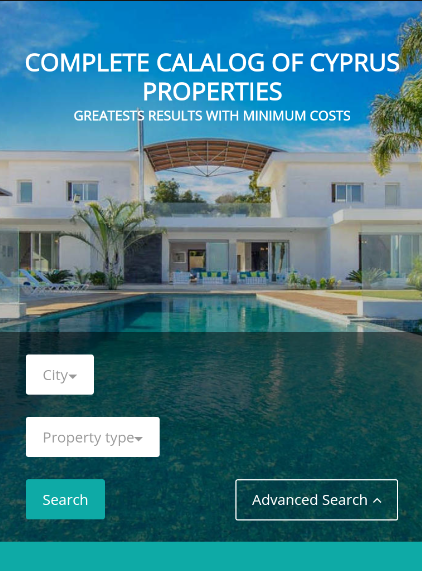 COMPLETE CALALOG OF CYPRUS
PROPERTIES
GREATESTS RESULTS WITH MINIMUM COSTS
City
Property type
Search
Advanced Search